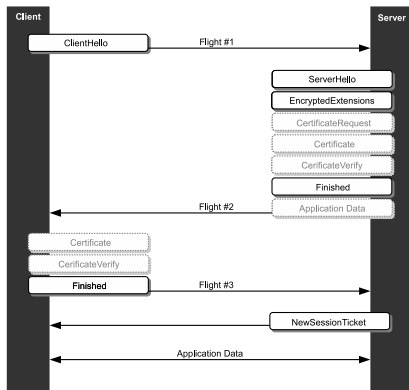 Client
Server
ClientHello
Flight #1
ServerHello
EncryptedExtensions
CertificateRequest
Certificate
CerificateVerify
Finished
Application Data
Flight #2
Certificate
CerificateVerify
Finished
Flight #3
NewSessionTicket
Application Data